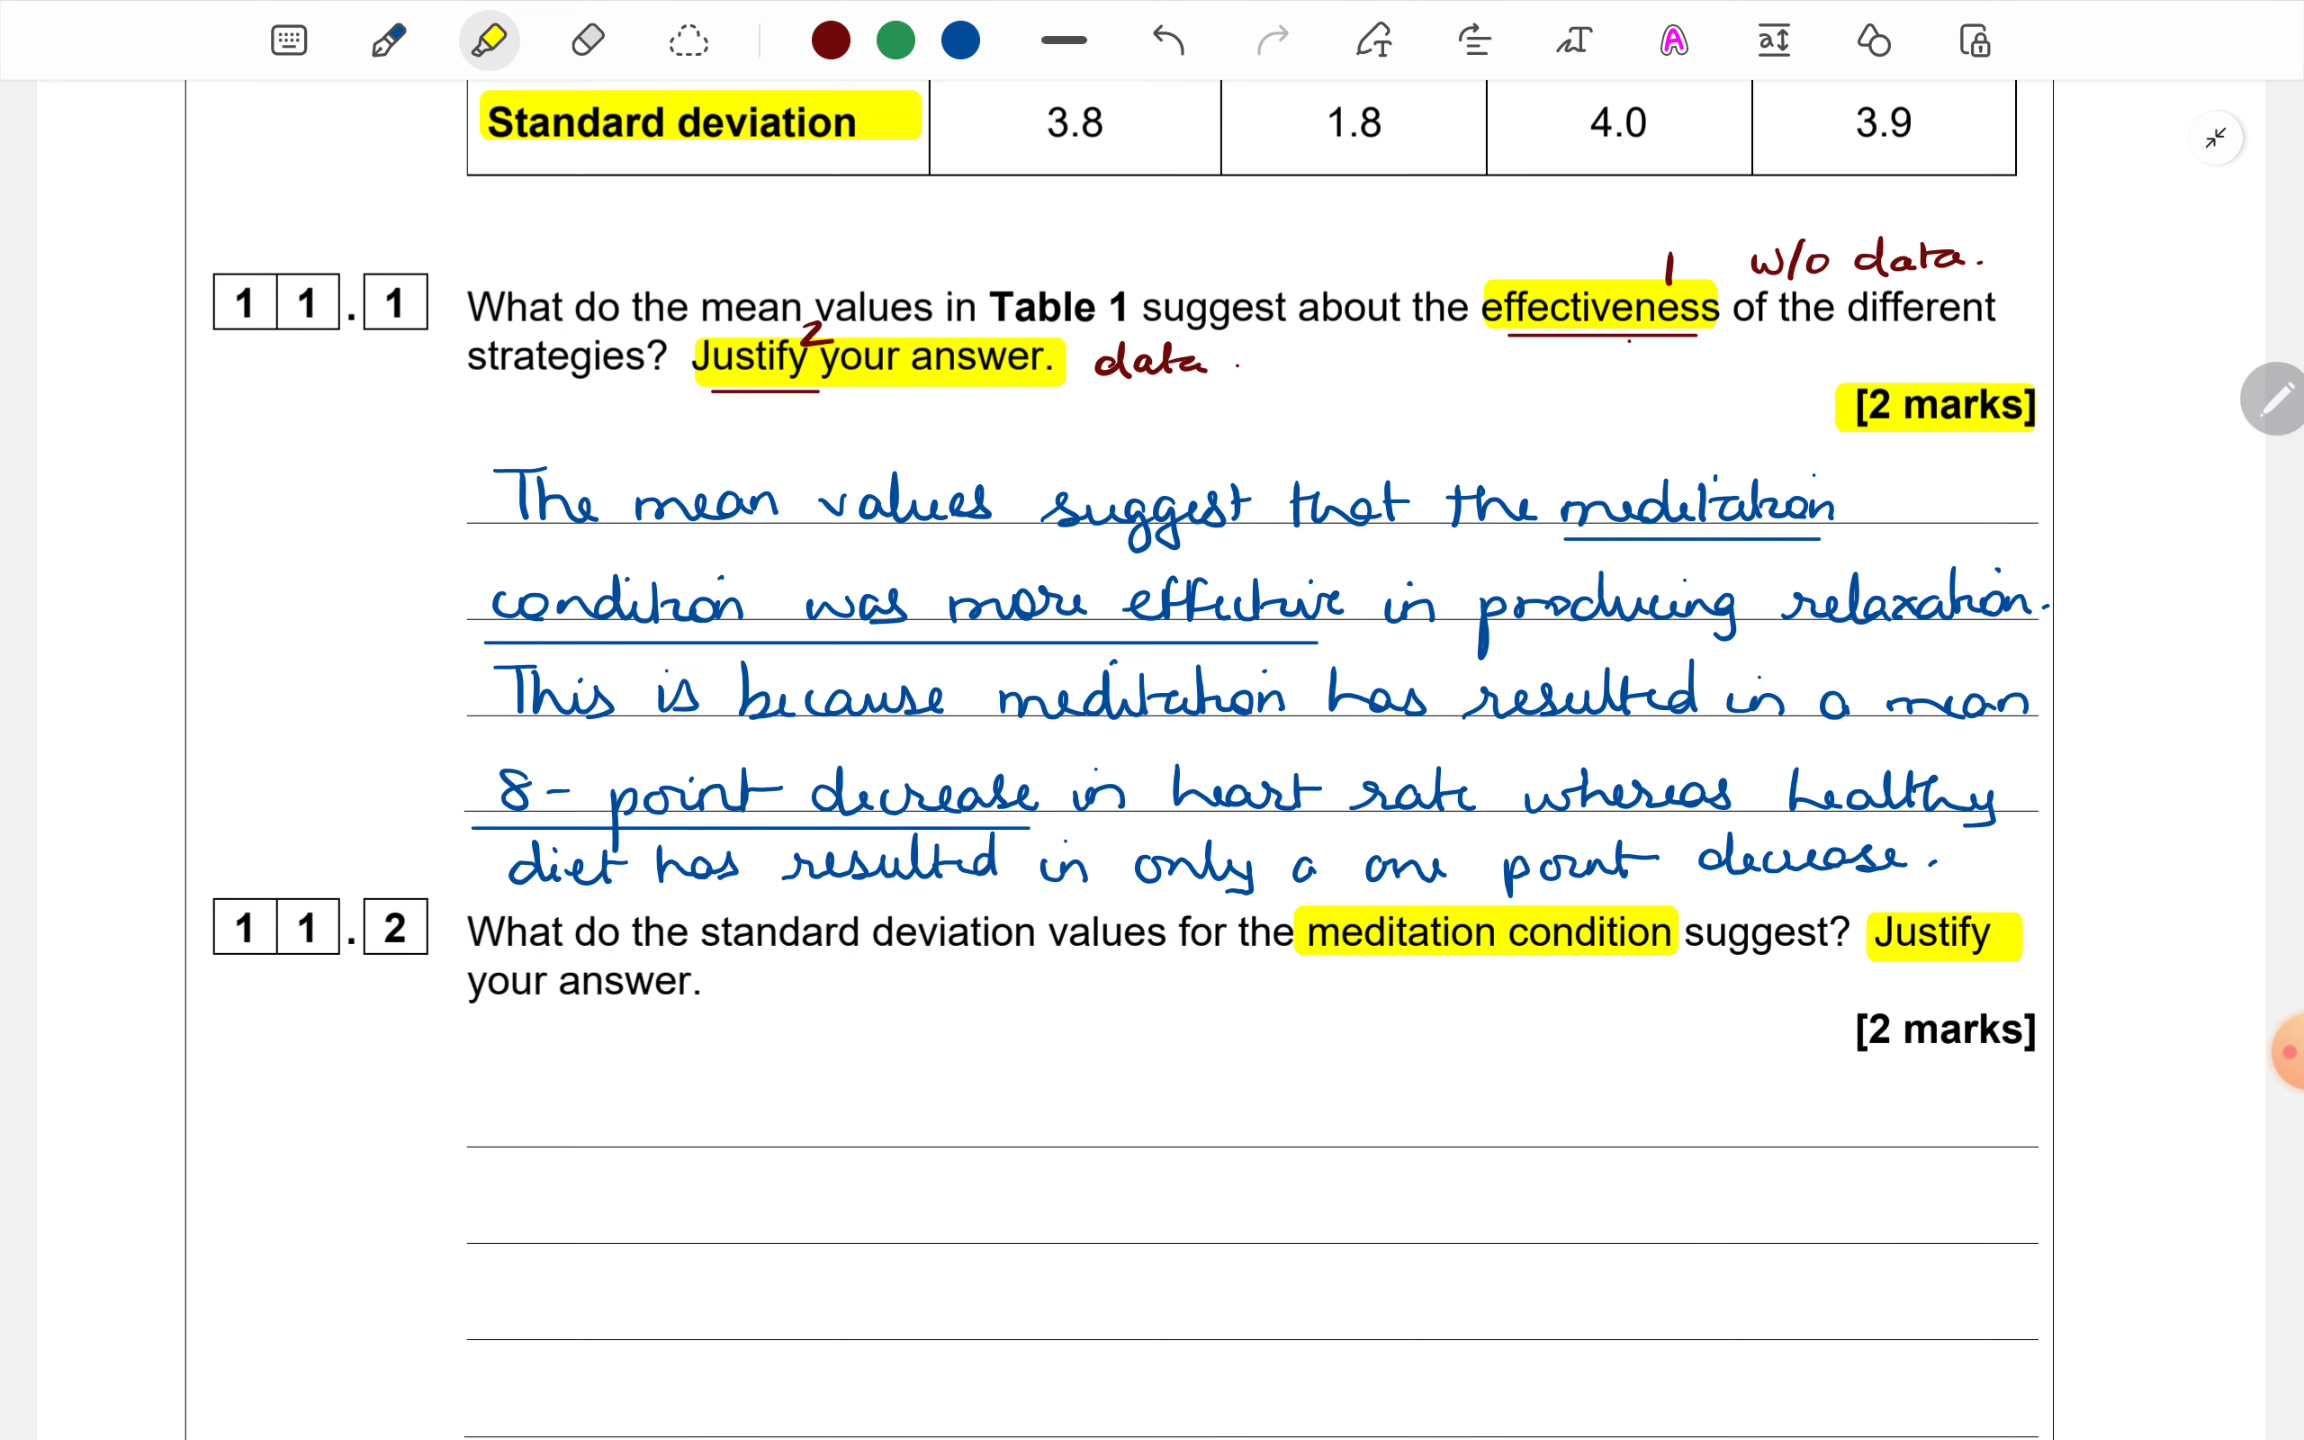 Standard deviation 3.8 1.8 4.0 3.9
1 w/o data.
11.1 What do the mean values in Table 1 suggest about the effectiveness of the different
2
strategies? Justify your answer. data.
[2 marks]
The mean values suggest that the meditation
condition was more effective in producing relaxation.
This is because meditation has resulted in a mean
8- point decrease in heart rate whereas healthy
diet has resulted in only a one point decrease.
11.2 What do the standard deviation values for the meditation condition suggest? Justify
your answer.
[2 marks]